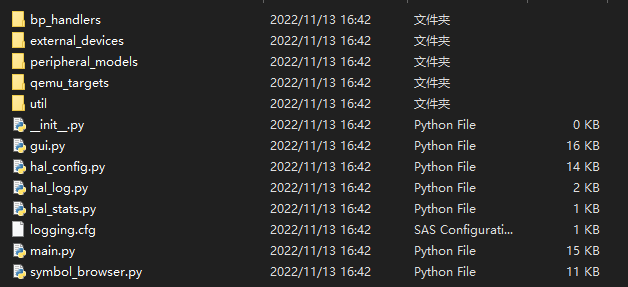 bp_handlers 2022/11/13 16:42 文件夹
external_devices 2022/11/13 16:42 文件夹
peripheral_models 2022/11/13 16:42 文件夹
qemu_targets 2022/11/13 16:42 文件夹
util 2022/11/13 16:42 文件夹
__init__.py 2022/11/13 16:42 Python File 0 KB
gui.py 2022/11/13 16:42 Python File 16 KB
hal_config.py 2022/11/13 16:42 Python File 14 KB
hal_log.py 2022/11/13 16:42 Python File 2 KB
hal_stats.py 2022/11/13 16:42 Python File 1 KB
logging.cfg 2022/11/13 16:42 SAS Configurati... 1 KB
main.py 2022/11/13 16:42 Python File 15 KB
symbol_browser.py 2022/11/13 16:42 Python File 11 KB